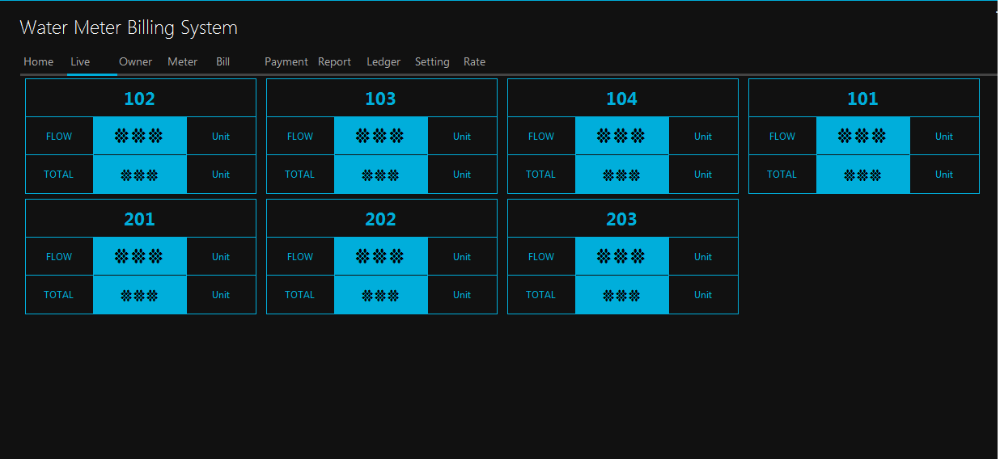 Water Meter Billing System
Home Live Owner Meter Bill Payment Report Ledger Setting Rate
102 103 104 101
FLOW Unit FLOW Unit FLOW Unit FLOW Unit
TOTAL Unit TOTAL Unit TOTAL Unit TOTAL Unit
201 202 203
FLOW Unit FLOW Unit FLOW Unit
TOTAL Unit TOTAL Unit TOTAL Unit